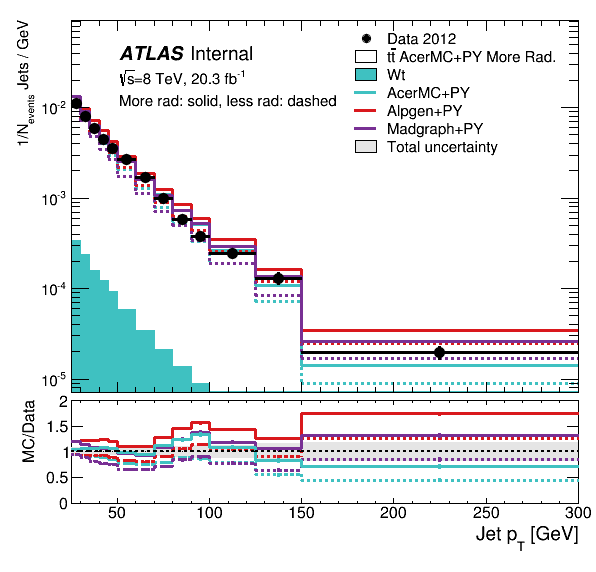 1/N_events Jets / GeV
10^-2
10^-3
10^-4
10^-5
ATLAS Internal
√s=8 TeV, 20.3 fb^-1
More rad: solid, less rad: dashed
Data 2012
tt̄ AcerMC+PY More Rad.
Wt
AcerMC+PY
Alpgen+PY
Madgraph+PY
Total uncertainty
MC/Data
2
1.5
1
0.5
0
50 100 150 200 250 300
Jet p_T [GeV]